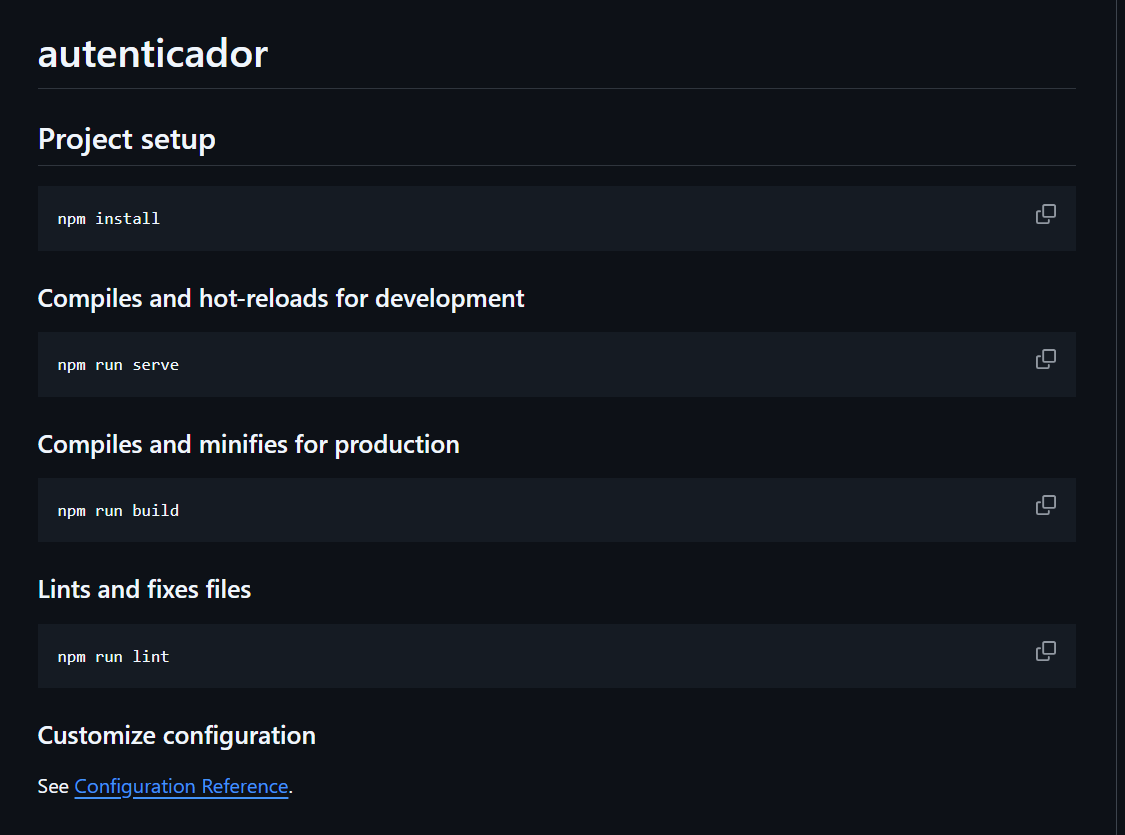 autenticador
Project setup
npm install
Compiles and hot-reloads for development
npm run serve
Compiles and minifies for production
npm run build
Lints and fixes files
npm run lint
Customize configuration
See Configuration Reference.